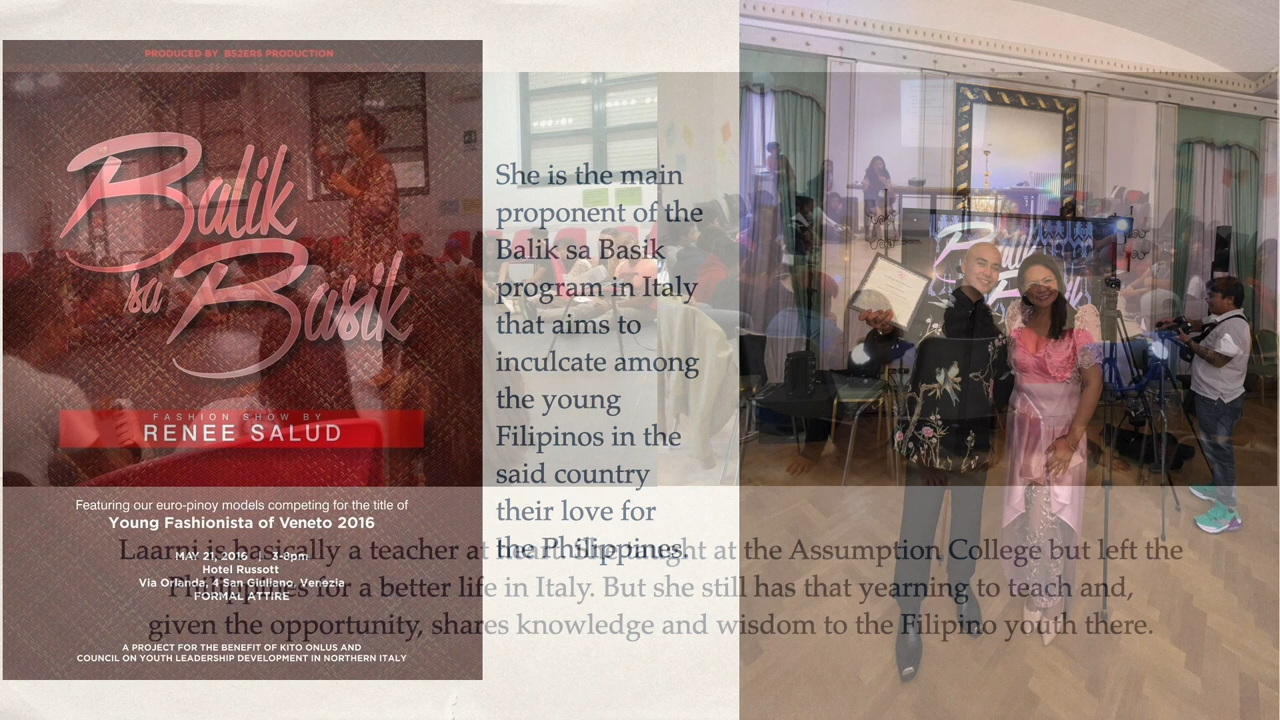 PRODUCED BY B52ERS PRODUCTION
Balik
sa Basik
FASHION SHOW BY
RENEE SALUD
Featuring our euro-pinoy models competing for the title of
Young Fashionista of Veneto 2016
MAY 21, 2016 | 3-8pm
Hotel Russott
Via Orlanda, 4 San Giuliano, Venezia
FORMAL ATTIRE
A PROJECT FOR THE BENEFIT OF KITO ONLUS AND
COUNCIL ON YOUTH LEADERSHIP DEVELOPMENT IN NORTHERN ITALY
She is the main
proponent of the
Balik sa Basik
program in Italy
that aims to
inculcate among
the young
Filipinos in the
said country
their love for
the Philippines.
Laarni is basically a teacher at heart. She taught at the Assumption College but left the
Philippines for a better life in Italy. But she still has that yearning to teach and,
given the opportunity, shares knowledge and wisdom to the Filipino youth there.